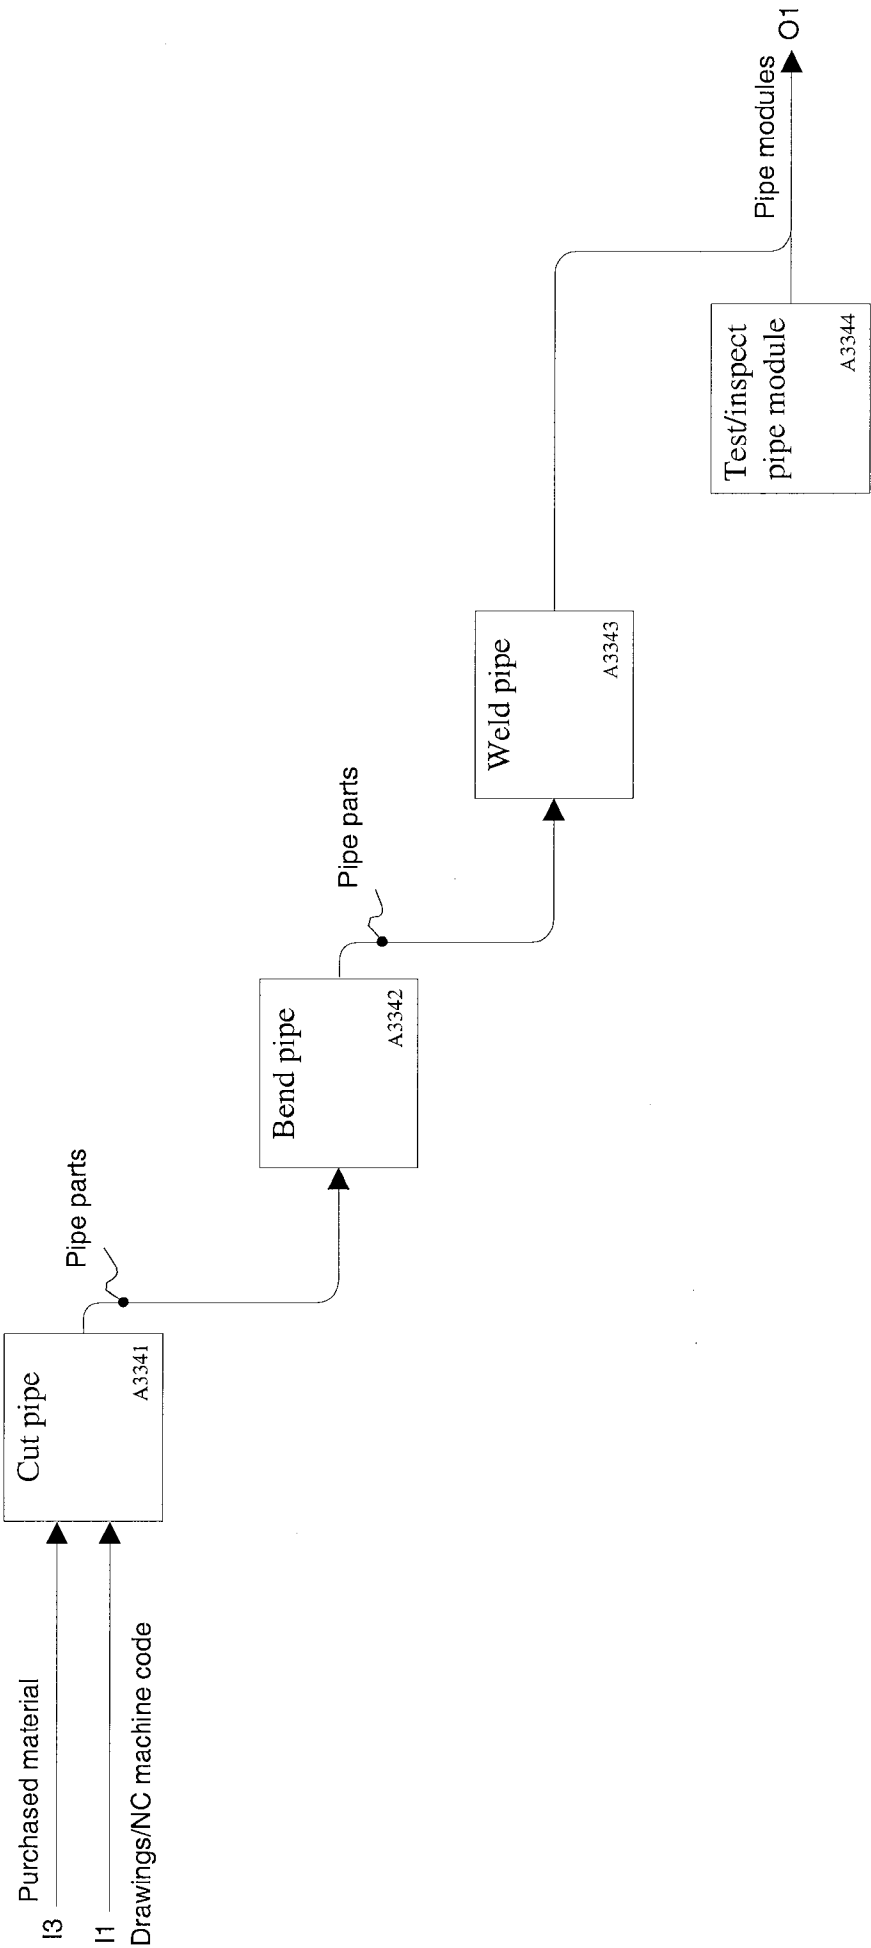 I3
Purchased material
I1
Drawings/NC machine code
Cut pipe
A3341
Pipe parts
Bend pipe
A3342
Pipe parts
Weld pipe
A3343
Test/inspect
pipe module
A3344
Pipe modules
O1